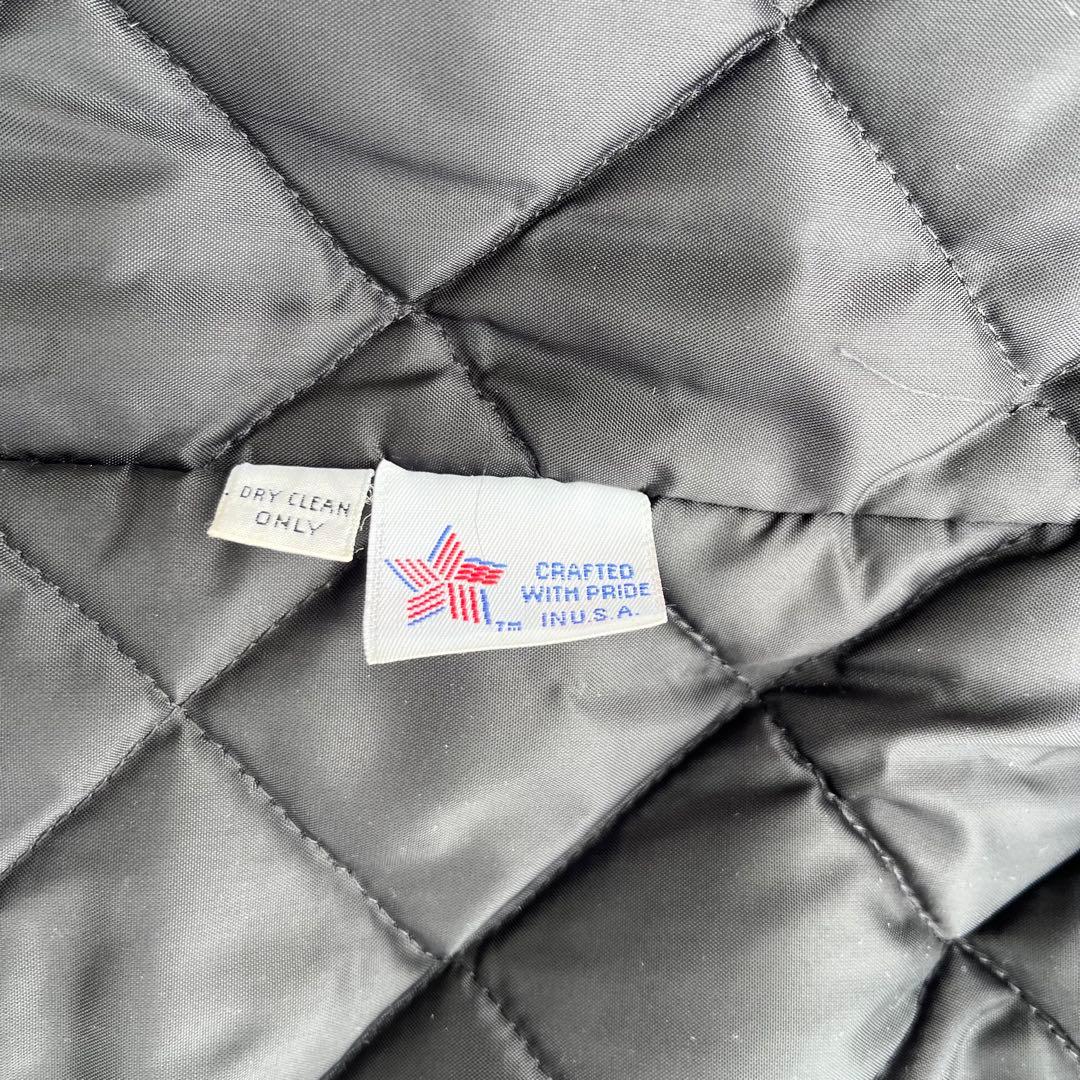 DRY CLEAN
ONLY
CRAFTED
WITH PRIDE
IN U.S.A.
TM